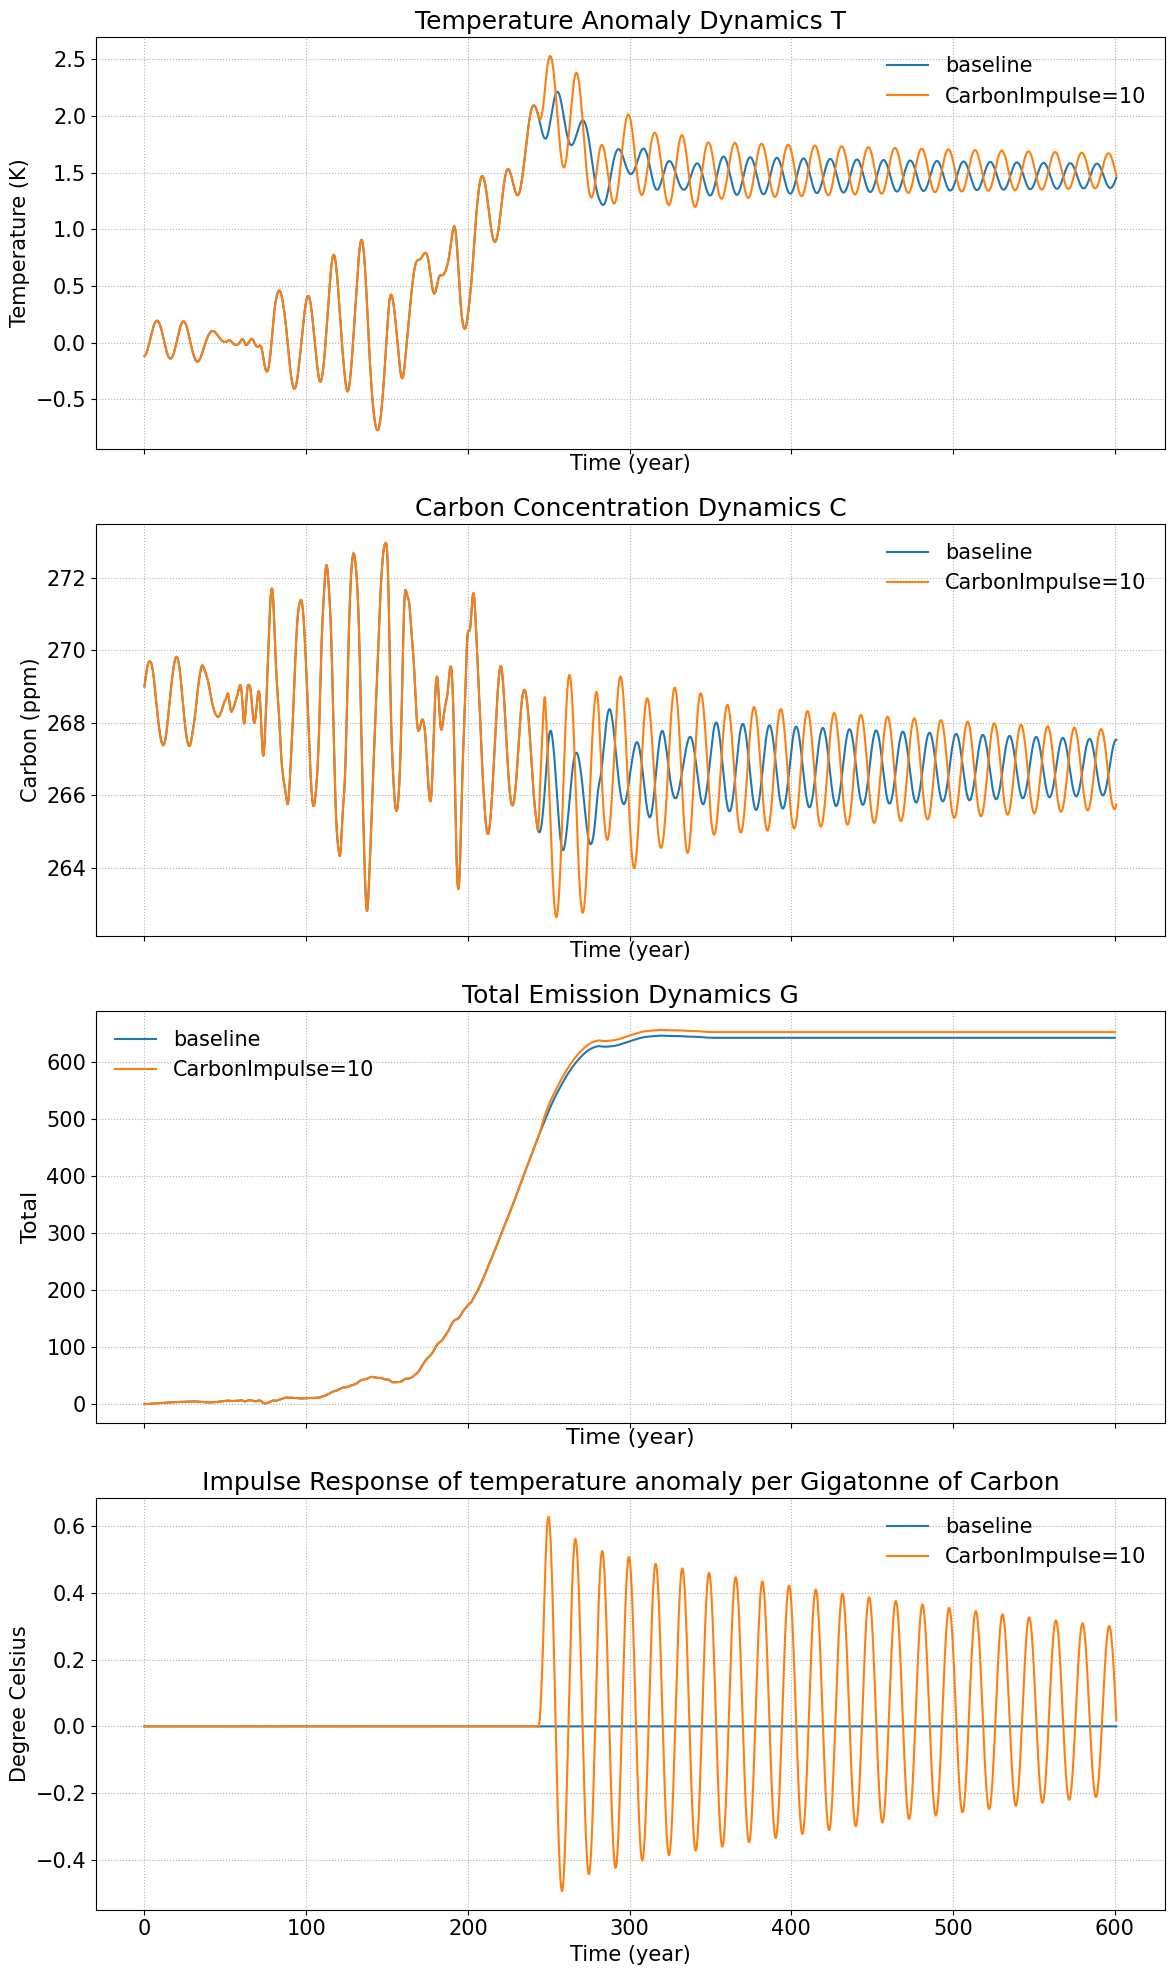 Temperature Anomaly Dynamics T
2.5
2.0
1.5
1.0
0.5
0.0
−0.5
Temperature (K)
baseline
CarbonImpulse=10
Time (year)
Carbon Concentration Dynamics C
272
270
268
266
264
Carbon (ppm)
baseline
CarbonImpulse=10
Time (year)
Total Emission Dynamics G
600
500
400
300
200
100
0
Total
baseline
CarbonImpulse=10
Time (year)
Impulse Response of temperature anomaly per Gigatonne of Carbon
0.6
0.4
0.2
0.0
−0.2
−0.4
Degree Celsius
baseline
CarbonImpulse=10
0 100 200 300 400 500 600
Time (year)